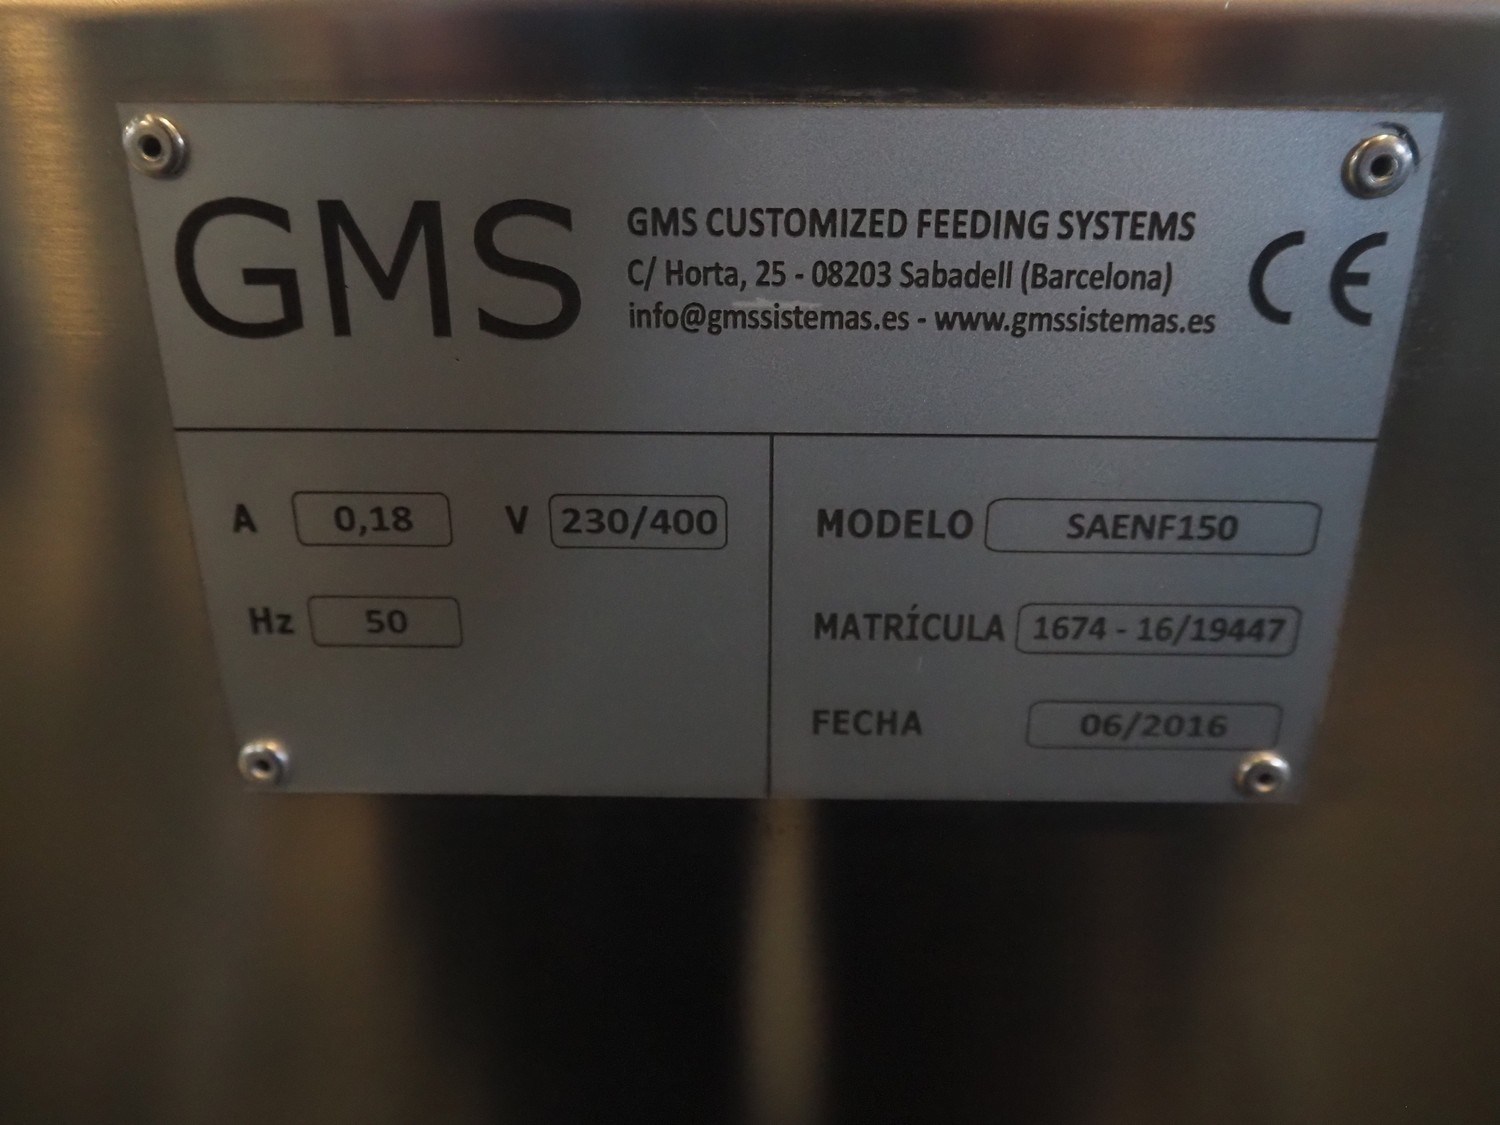 GMS
GMS CUSTOMIZED FEEDING SYSTEMS
C/ Horta, 25 - 08203 Sabadell (Barcelona)
info@gmssistemas.es - www.gmssistemas.es
CE
A 0,18 V 230/400
Hz 50
MODELO SAENF150
MATRÍCULA 1674 - 16/19447
FECHA 06/2016